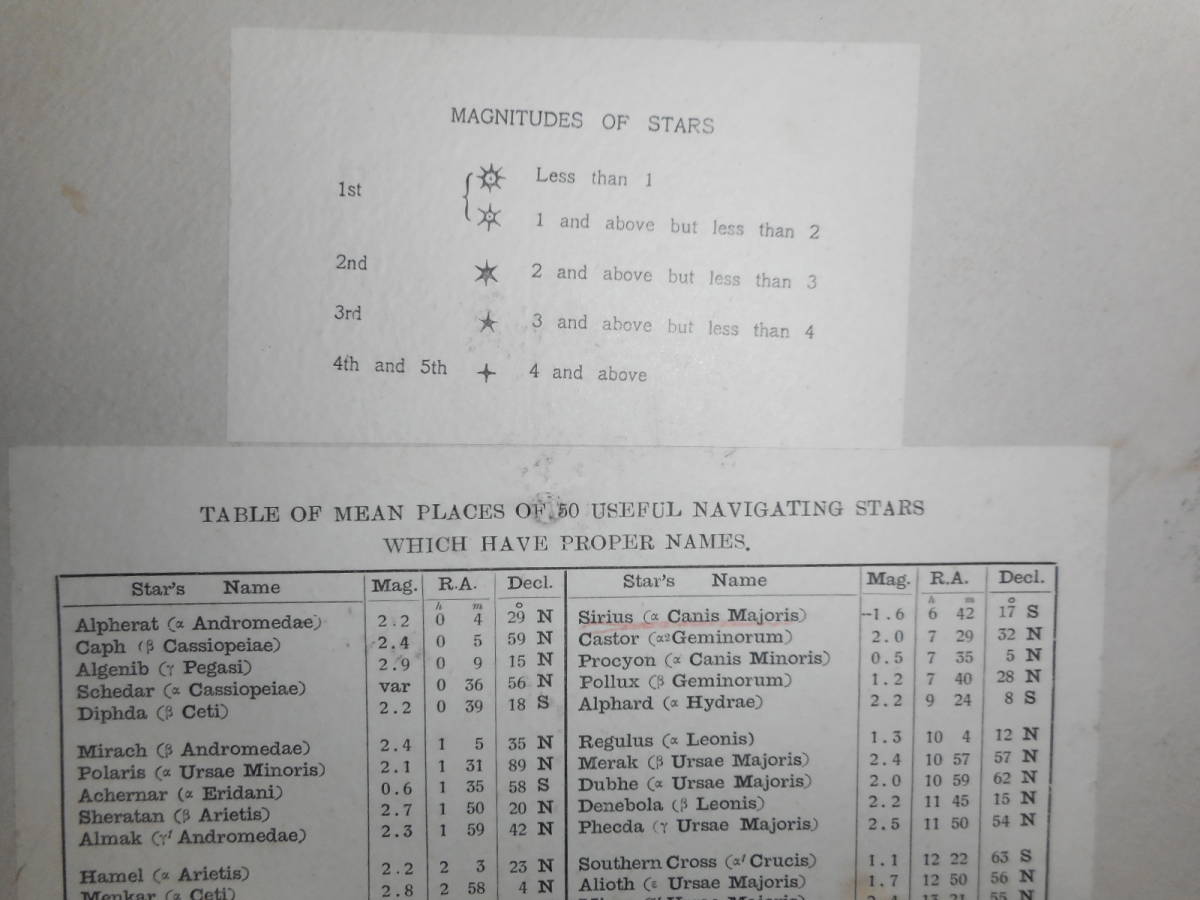 MAGNITUDES OF STARS
1st Less than 1
1 and above but less than 2
2nd 2 and above but less than 3
3rd 3 and above but less than 4
4th and 5th 4 and above
TABLE OF MEAN PLACES OF 50 USEFUL NAVIGATING STARS
WHICH HAVE PROPER NAMES.
Star's Name Mag. R.A. Decl. Star's Name Mag. R.A. Decl.
h m ° h m °
Alpherat (α Andromedae) 2.2 0 4 29 N Sirius (α Canis Majoris) -1.6 6 42 17 S
Caph (β Cassiopeiae) 2.4 0 5 59 N Castor (α2 Geminorum) 2.0 7 29 32 N
Algenib (γ Pegasi) 2.9 0 9 15 N Procyon (α Canis Minoris) 0.5 7 35 5 N
Schedar (α Cassiopeiae) var 0 36 56 N Pollux (β Geminorum) 1.2 7 40 28 N
Diphda (β Ceti) 2.2 0 39 18 S Alphard (α Hydrae) 2.2 9 24 8 S
Mirach (β Andromedae) 2.4 1 5 35 N Regulus (α Leonis) 1.3 10 4 12 N
Polaris (α Ursae Minoris) 2.1 1 31 89 N Merak (β Ursae Majoris) 2.4 10 57 57 N
Achernar (α Eridani) 0.6 1 35 58 S Dubhe (α Ursae Majoris) 2.0 10 59 62 N
Sheratan (β Arietis) 2.7 1 50 20 N Denebola (β Leonis) 2.2 11 45 15 N
Almak (γ¹ Andromedae) 2.3 1 59 42 N Phecda (γ Ursae Majoris) 2.5 11 50 54 N
Hamel (α Arietis) 2.2 2 3 23 N Southern Cross (α¹ Crucis) 1.1 12 22 63 S
Menkar (α Ceti) 2.8 2 58 4 N Alioth (ε Ursae Majoris) 1.7 12 50 56 N
Ursae Majoris) 13 21 55 N